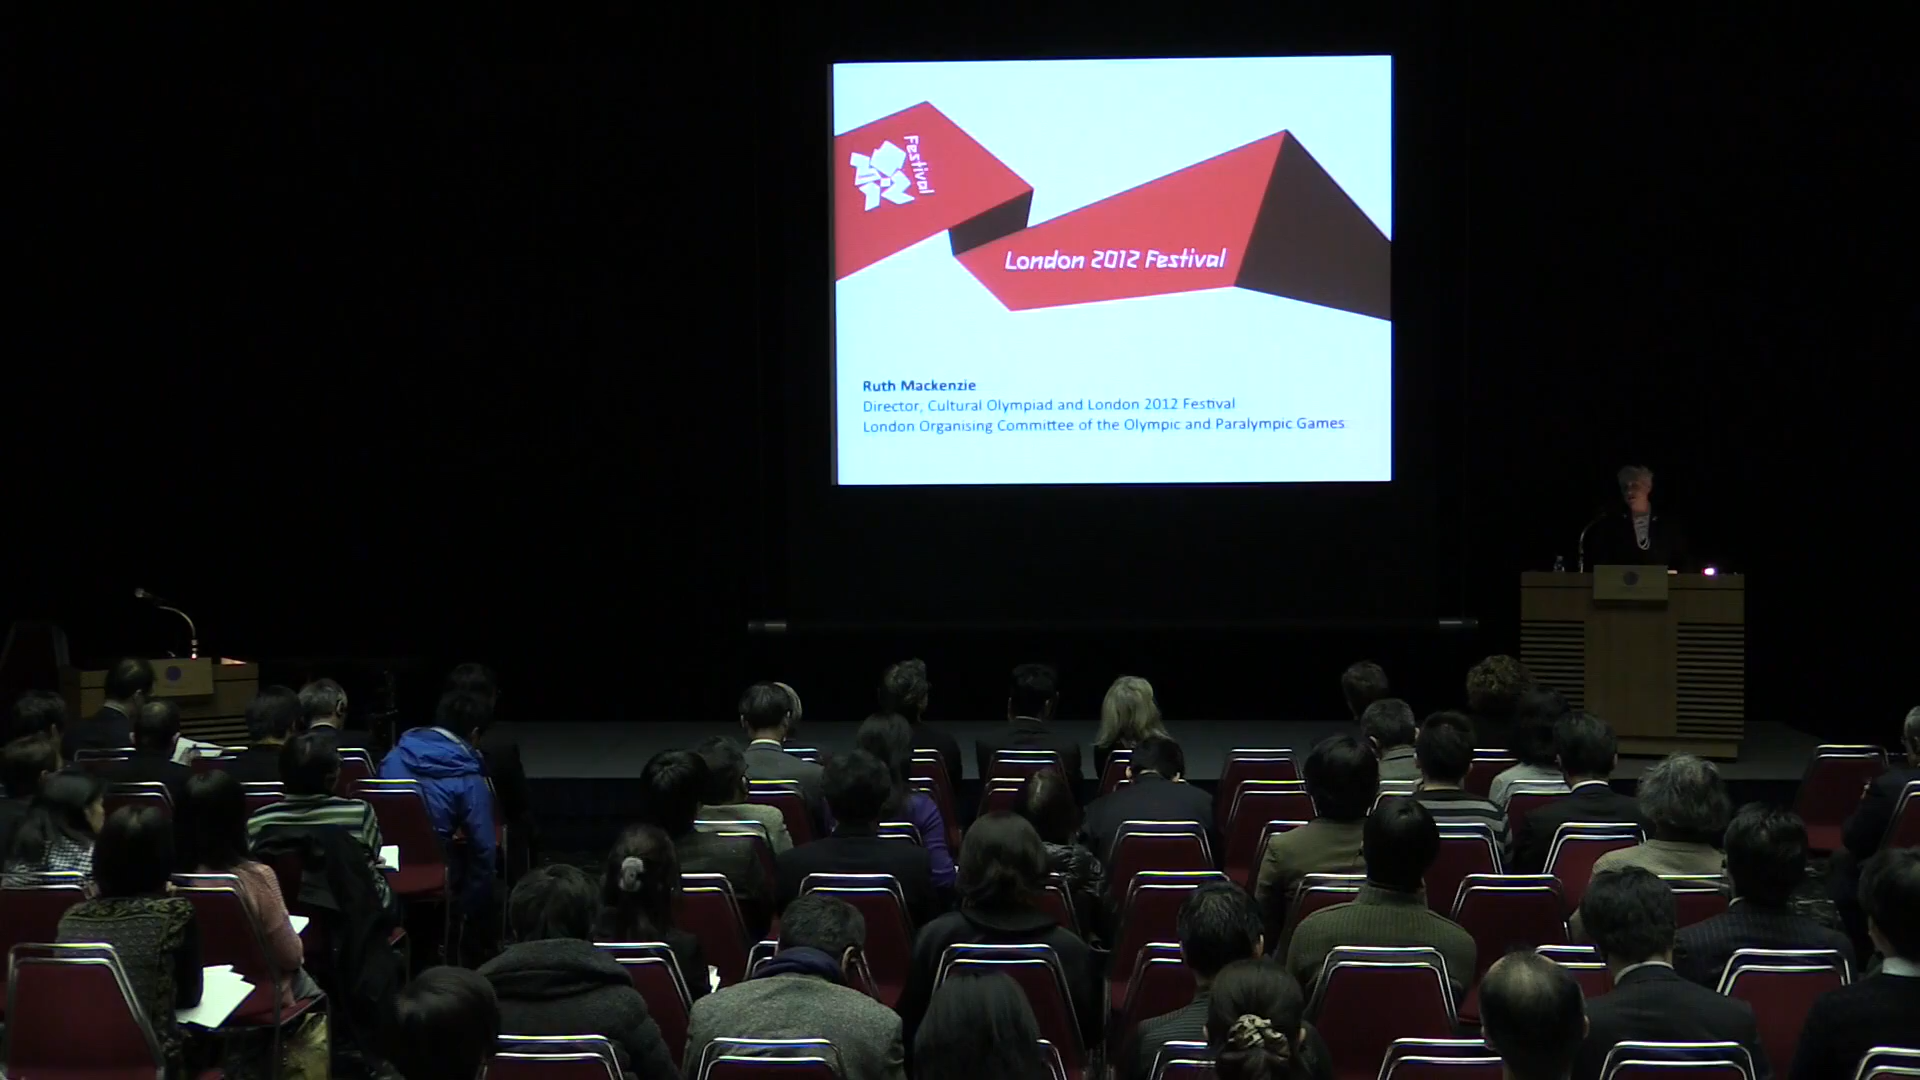 Festival
London 2012 Festival
Ruth Mackenzie
Director, Cultural Olympiad and London 2012 Festival
London Organising Committee of the Olympic and Paralympic Games